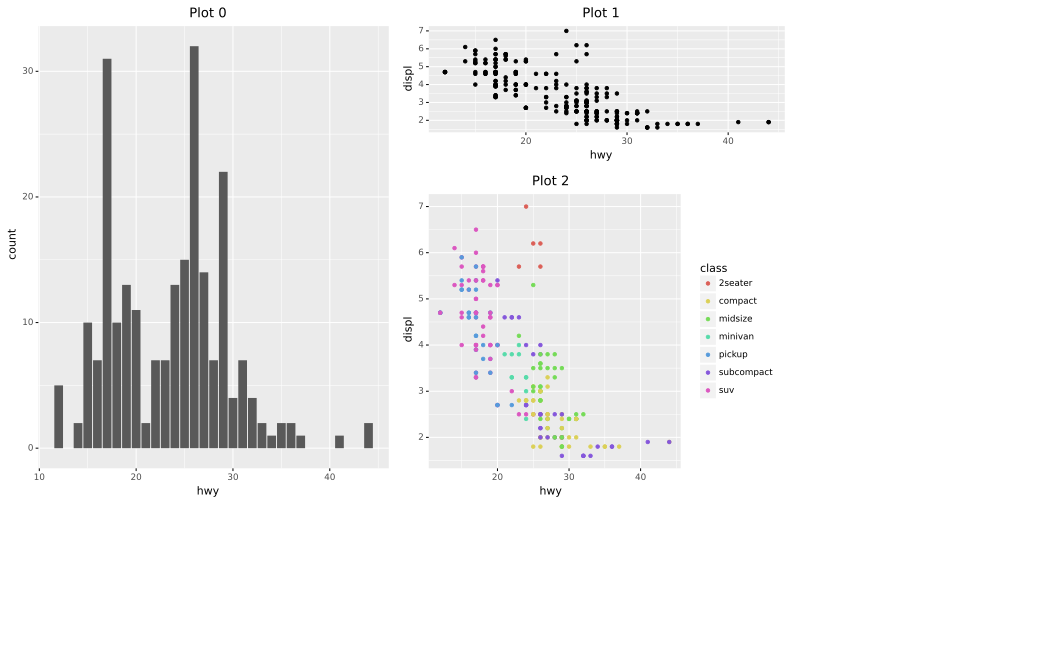 Plot 0
30
20
10
0
count
10 20 30 40
hwy
Plot 1
7
6
5
4
3
2
displ
20 30 40
hwy
Plot 2
7
6
5
4
3
2
displ
20 30 40
hwy
class
2seater
compact
midsize
minivan
pickup
subcompact
suv